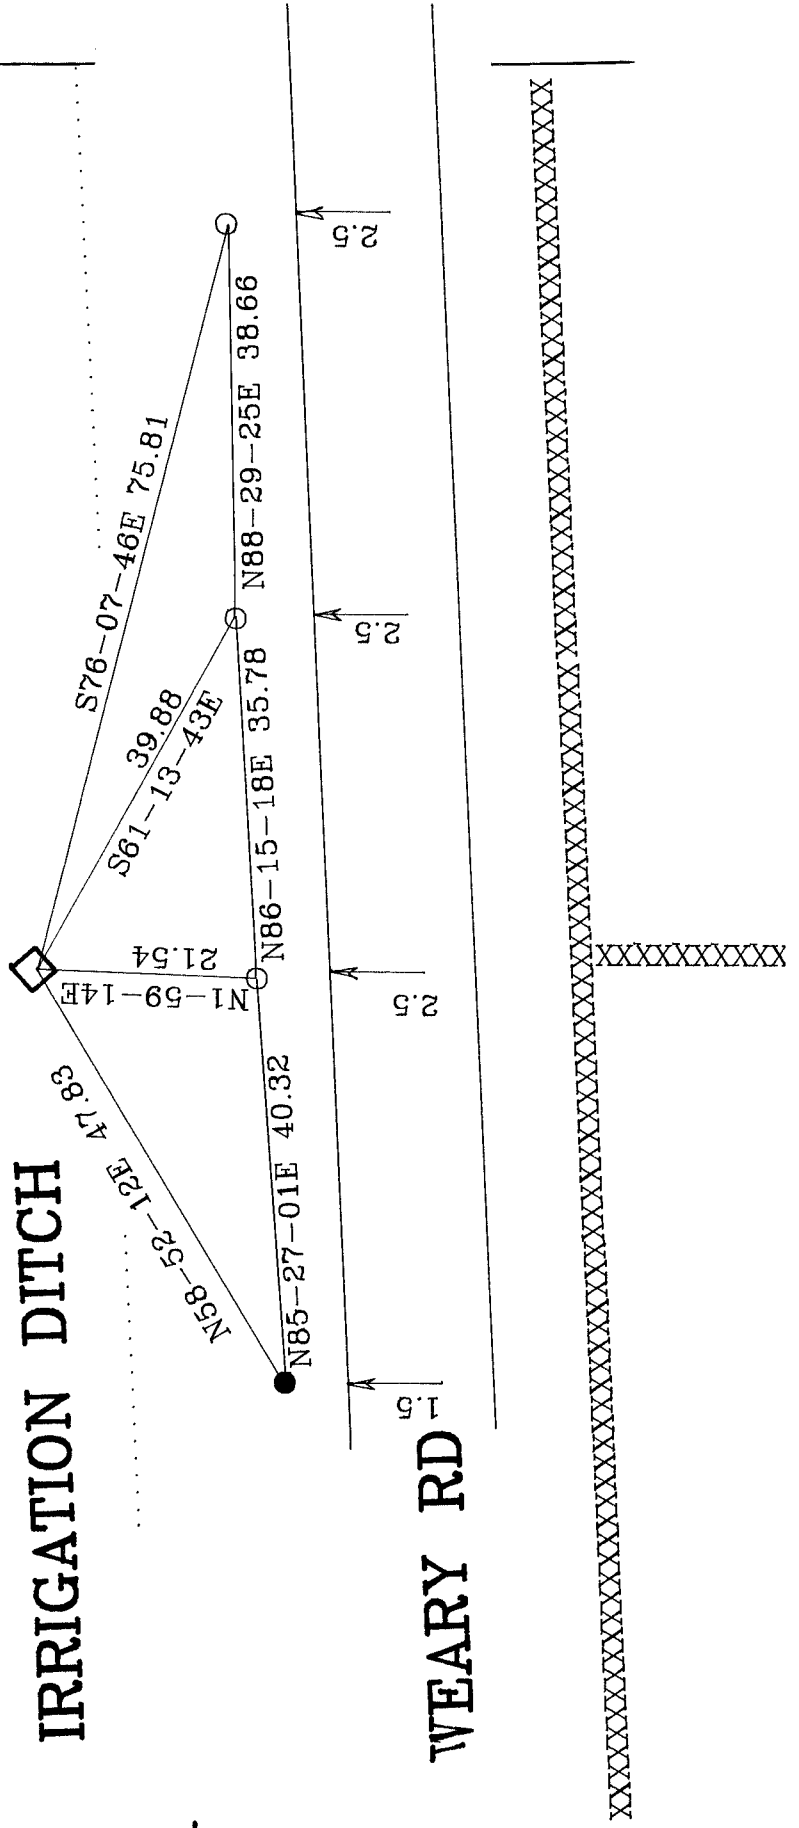 IRRIGATION DITCH
N58-52-12E 47.83
N1-59-14E
21.54
39.88
S61-13-43E
S76-07-46E 75.81
N85-27-01E 40.32
N86-15-18E 35.78
N88-29-25E 38.66
1.5
2.5
2.5
2.5
WEARY RD